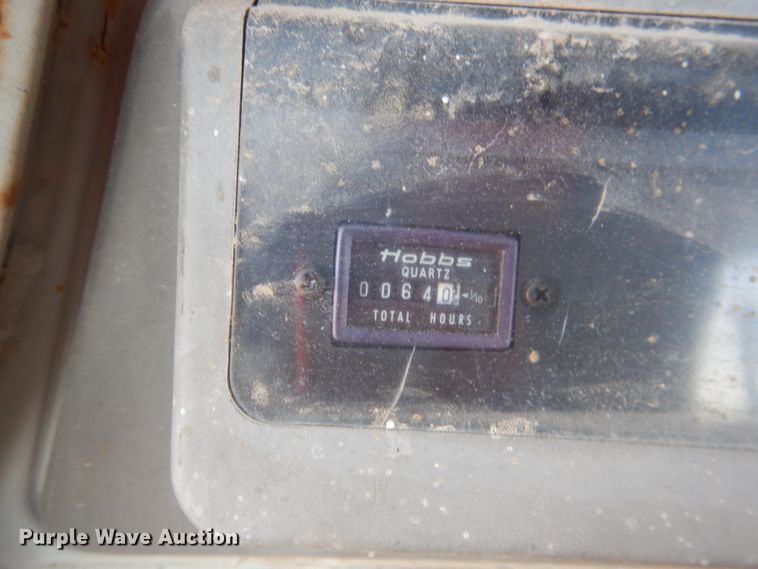 Hobbs
QUARTZ
00640 ◄1/10
TOTAL HOURS
Purple Wave Auction